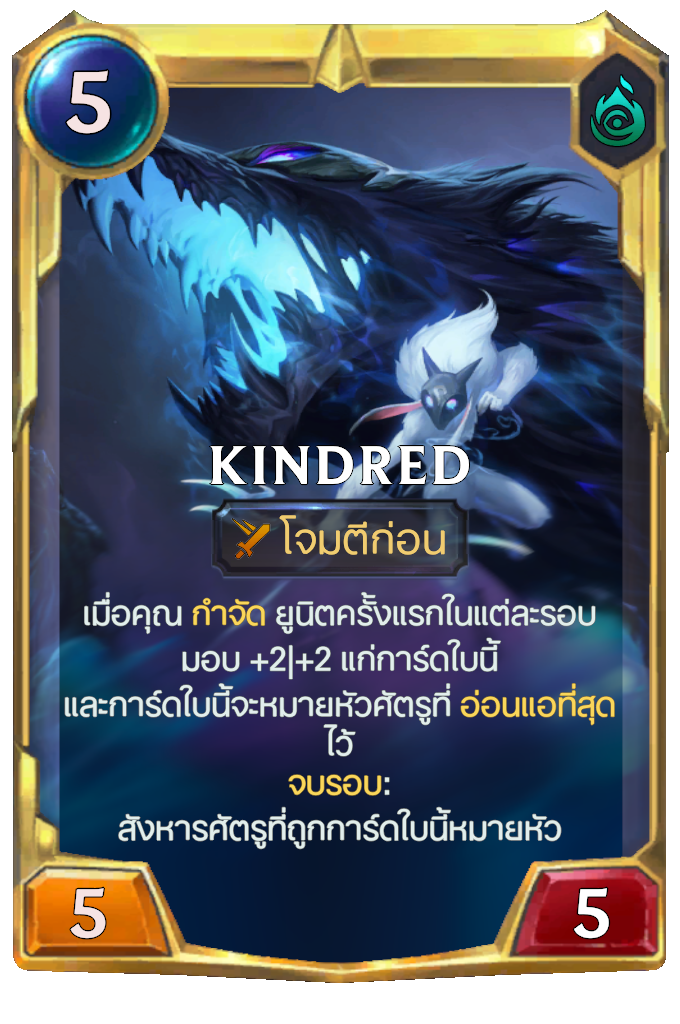 5
KINDRED
โจมตีก่อน
เมื่อคุณ กำจัด ยูนิตครั้งแรกในแต่ละรอบ
มอบ +2|+2 แก่การ์ดใบนี้
และการ์ดใบนี้จะหมายหัวศัตรูที่ อ่อนแอที่สุด
ไว้
จบรอบ:
สังหารศัตรูที่ถูกการ์ดใบนี้หมายหัว
5
5